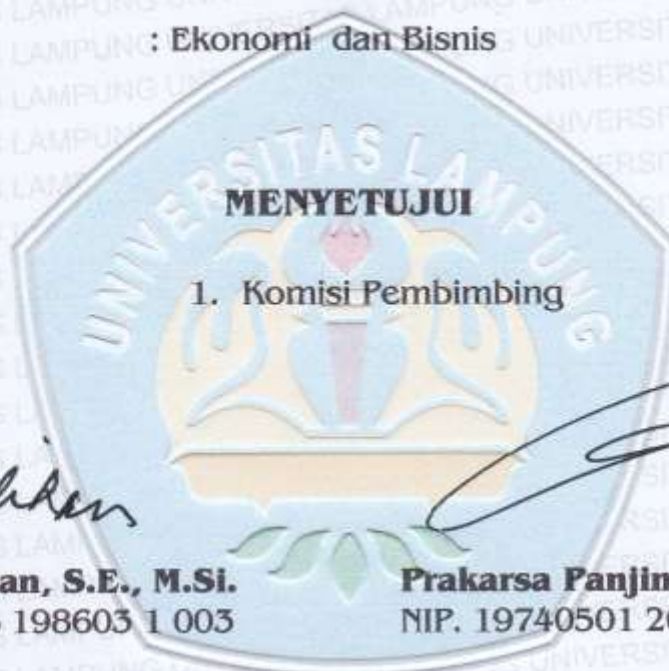 : Ekonomi dan Bisnis
UNIVERSITAS LAMPUNG
MENYETUJUI
1. Komisi Pembimbing
an, S.E., M.Si.
Prakarsa Panjin
198603 1 003
NIP. 19740501 20